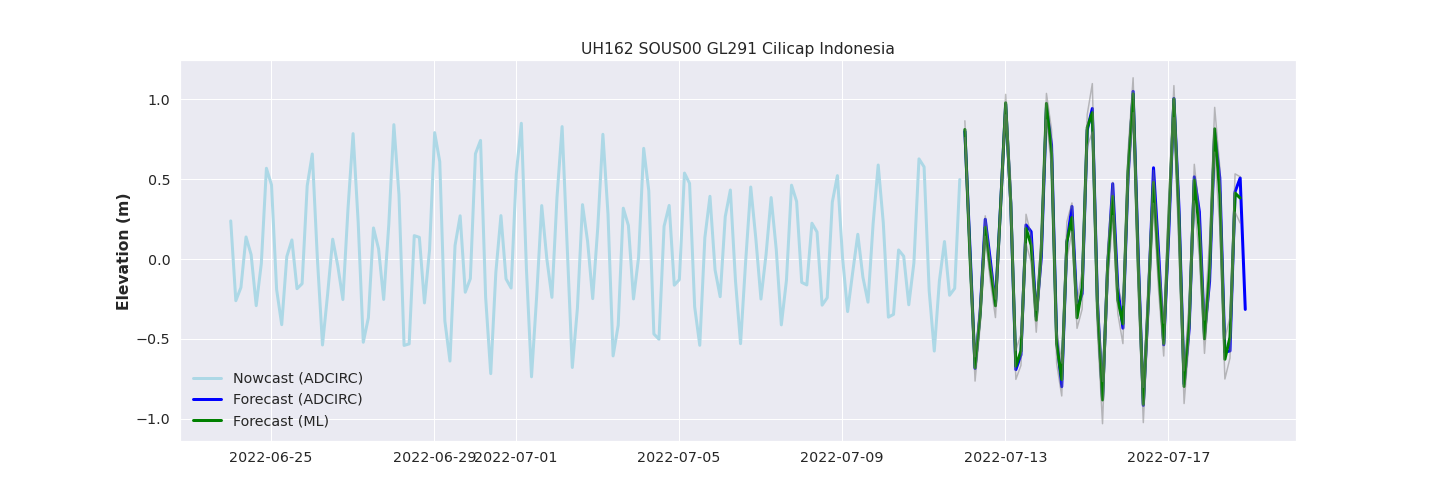 UH162 SOUS00 GL291 Cilicap Indonesia
Elevation (m)
1.0
0.5
0.0
−0.5
−1.0
Nowcast (ADCIRC)
Forecast (ADCIRC)
Forecast (ML)
2022-06-25 2022-06-29 2022-07-01 2022-07-05 2022-07-09 2022-07-13 2022-07-17